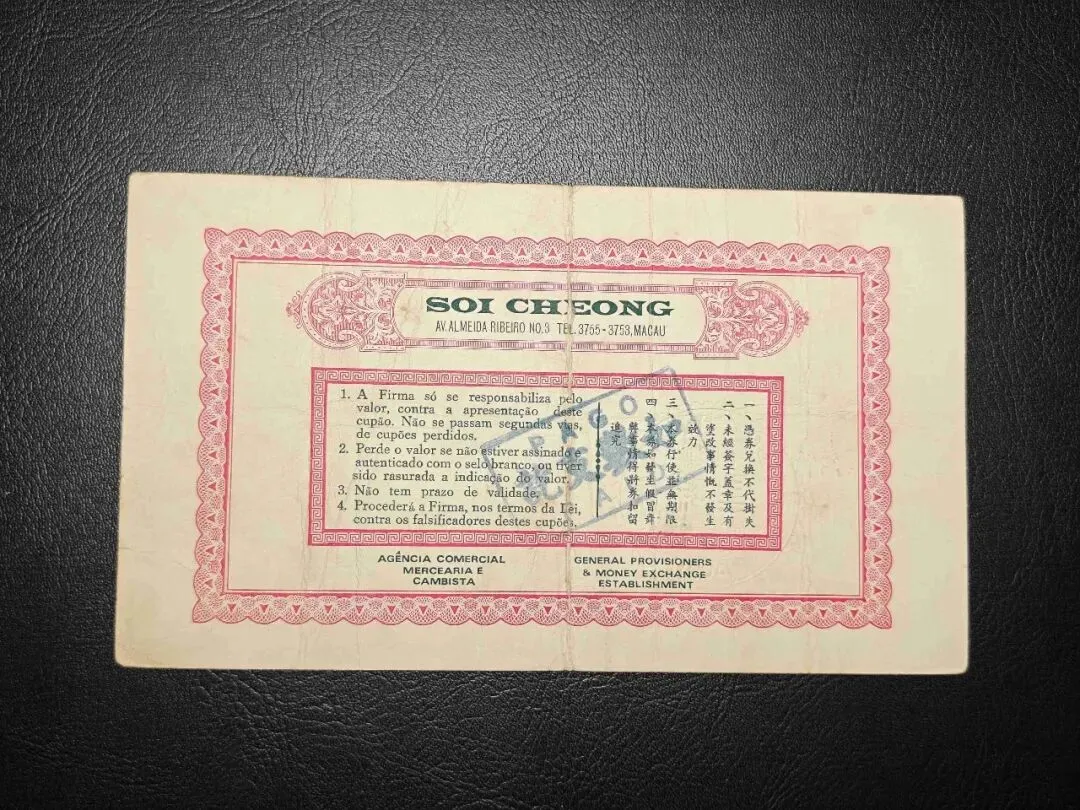 SOI CHEONG
AV. ALMEIDA RIBEIRO NO.3 TEL. 3755 - 3753, MACAU
1. A Firma só se responsabiliza pelo
valor, contra a apresentação deste
cupão. Não se passam segundas vias,
de cupões perdidos.
2. Perde o valor se não estiver assinado e
autenticado com o selo branco, ou tiver
sido rasurada a indicação do valor.
3. Não tem prazo de validade.
4. Procederá a Firma, nos termos da Lei,
contra os falsificadores destes cupões.
一、憑券兌換不代掛失
二、未經簽字蓋章及有
塗改事情概不發生
效力
三、本券行使並無期限
四、本券如發生假冒舞
弊事情得將券扣留
追究
PAGO
AGÊNCIA COMERCIAL
MERCEARIA E
CAMBISTA
GENERAL PROVISIONERS
& MONEY EXCHANGE
ESTABLISHMENT